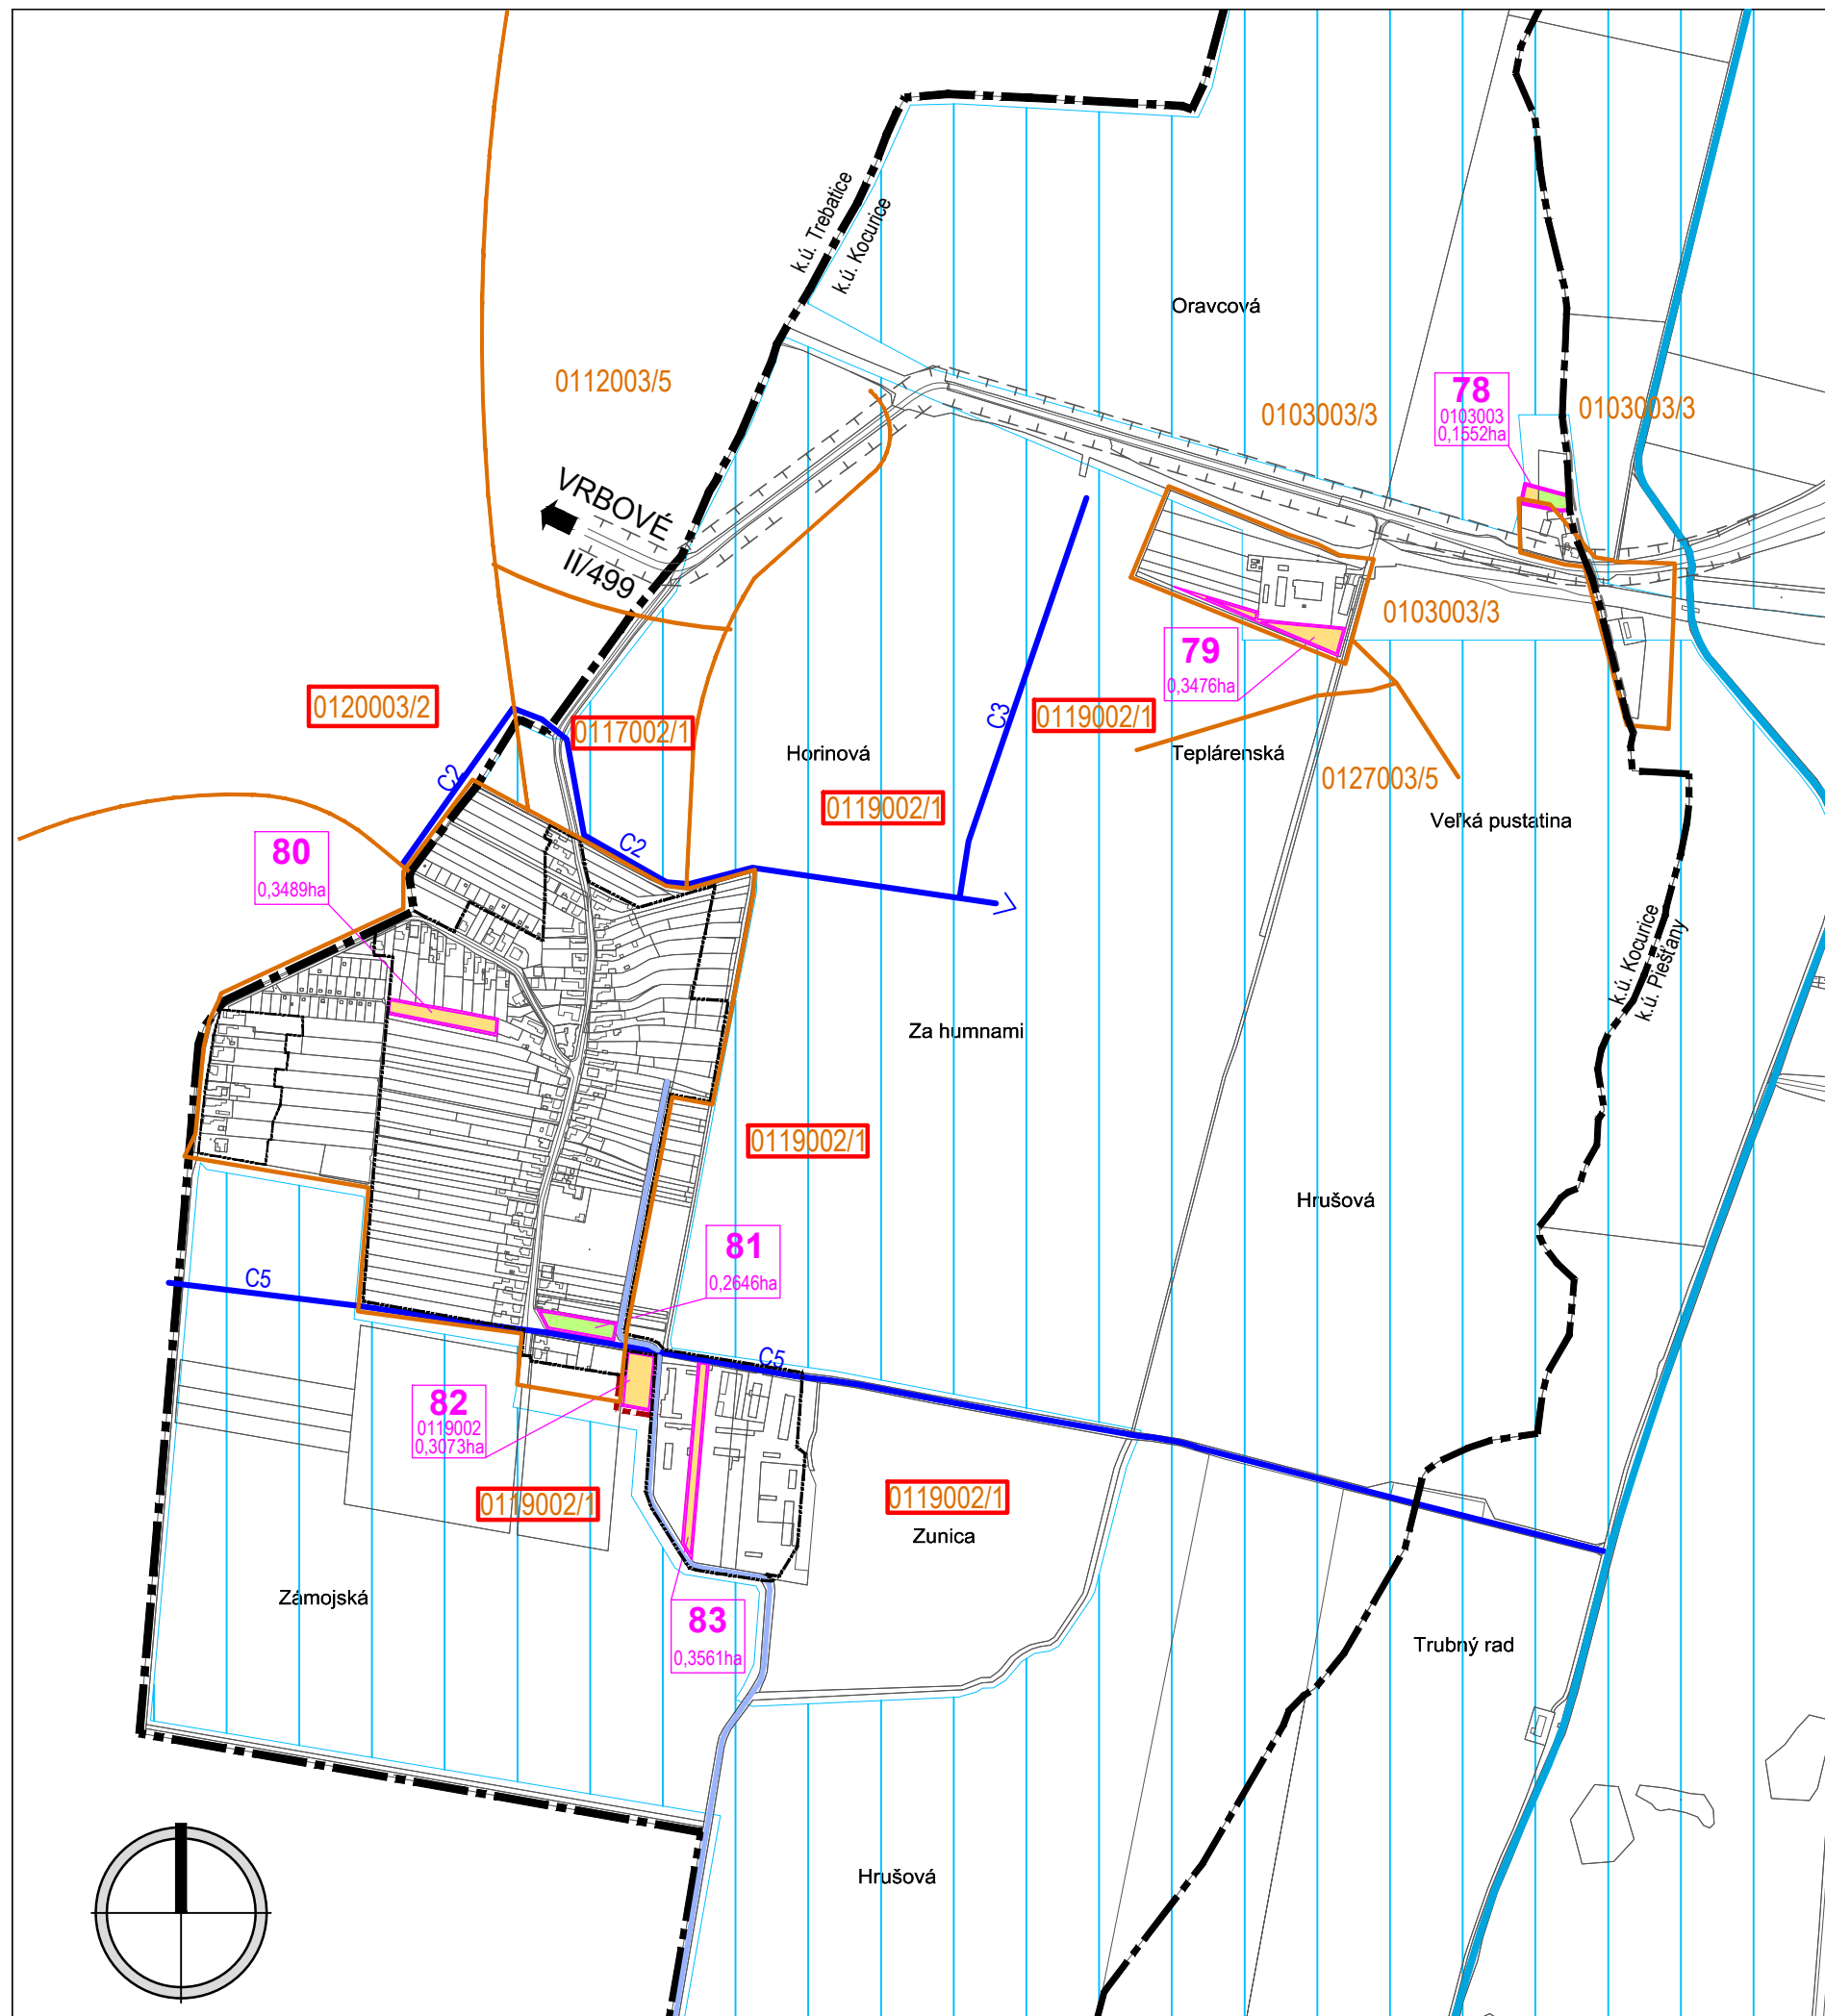 k.ú. Trebatice
k.ú. Kocurice
Oravcová
0112003/5
0103003/3
78
0103003
0,1552ha
0103003/3
VRBOVÉ
II/499
0103003/3
79
0,3476ha
0120003/2
0117002/1
C3
0119002/1
Horinová
Teplárenská
C2
0127003/5
0119002/1
Veľká pustatina
C2
80
0,3489ha
k.ú. Kocurice
k.ú. Piešťany
Za humnami
0119002/1
Hrušová
81
0,2646ha
C5
C5
82
0119002
0,3073ha
0119002/1
0119002/1
Zunica
Zámojská
83
0,3561ha
Trubný rad
Hrušová